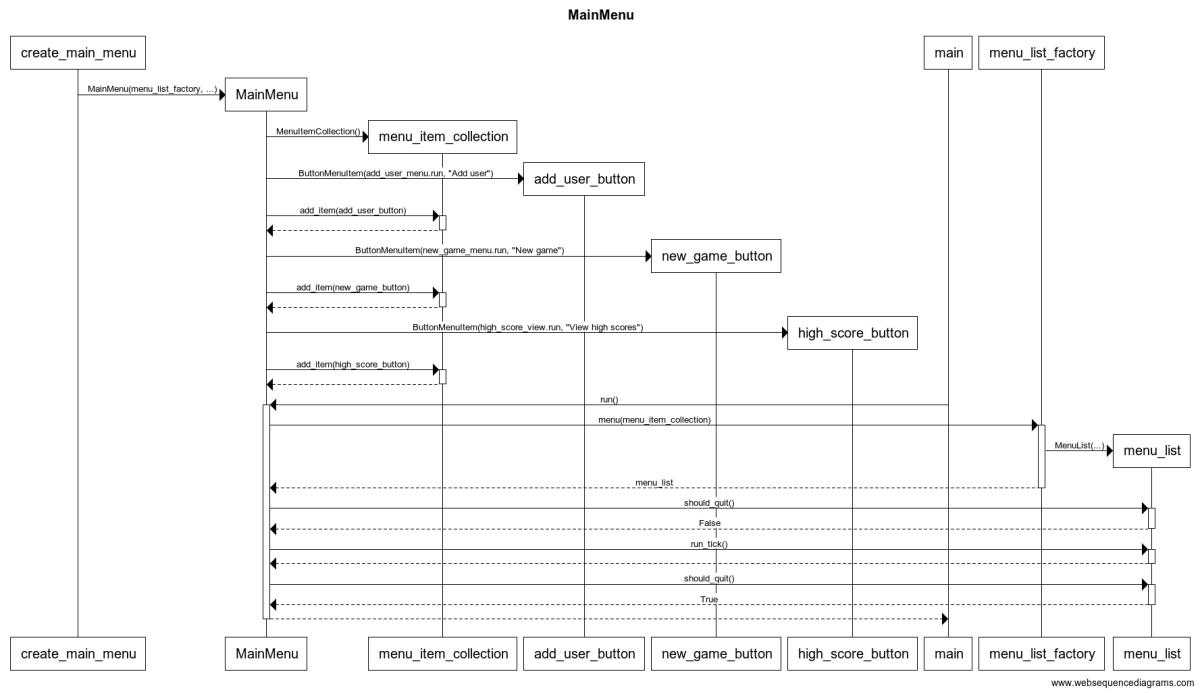 MainMenu
create_main_menu
main
menu_list_factory
MainMenu(menu_list_factory, ...)
MainMenu
MenuItemCollection()
menu_item_collection
ButtonMenuItem(add_user_menu.run, "Add user")
add_user_button
add_item(add_user_button)
ButtonMenuItem(new_game_menu.run, "New game")
new_game_button
add_item(new_game_button)
ButtonMenuItem(high_score_view.run, "View high scores")
high_score_button
add_item(high_score_button)
run()
menu(menu_item_collection)
MenuList(...)
menu_list
menu_list
should_quit()
False
run_tick()
should_quit()
True
create_main_menu
MainMenu
menu_item_collection
add_user_button
new_game_button
high_score_button
main
menu_list_factory
menu_list
www.websequencediagrams.com